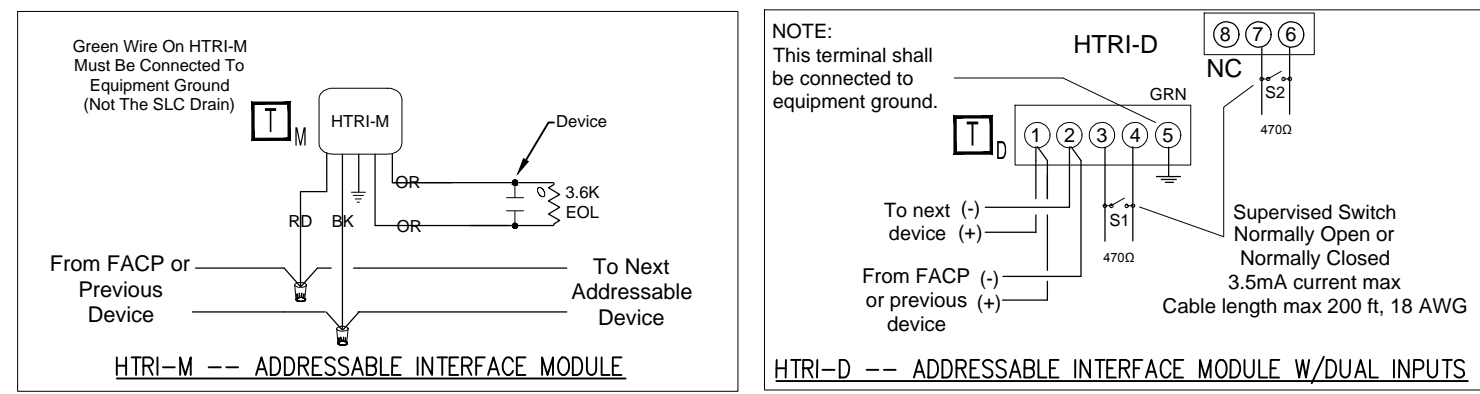 Green Wire On HTRI-M
Must Be Connected To
Equipment Ground
(Not The SLC Drain)
T
M
HTRI-M
Device
OR
3.6K
EOL
RD
BK
OR
From FACP or
Previous
Device
To Next
Addressable
Device
HTRI-M -- ADDRESSABLE INTERFACE MODULE
NOTE:
This terminal shall
be connected to
equipment ground.
HTRI-D
8 7 6
NC
S2
470Ω
GRN
T
D
1 2 3 4 5
To next (-)
device (+)
S1
470Ω
From FACP (-)
or previous (+)
device
Supervised Switch
Normally Open or
Normally Closed
3.5mA current max
Cable length max 200 ft, 18 AWG
HTRI-D -- ADDRESSABLE INTERFACE MODULE W/DUAL INPUTS